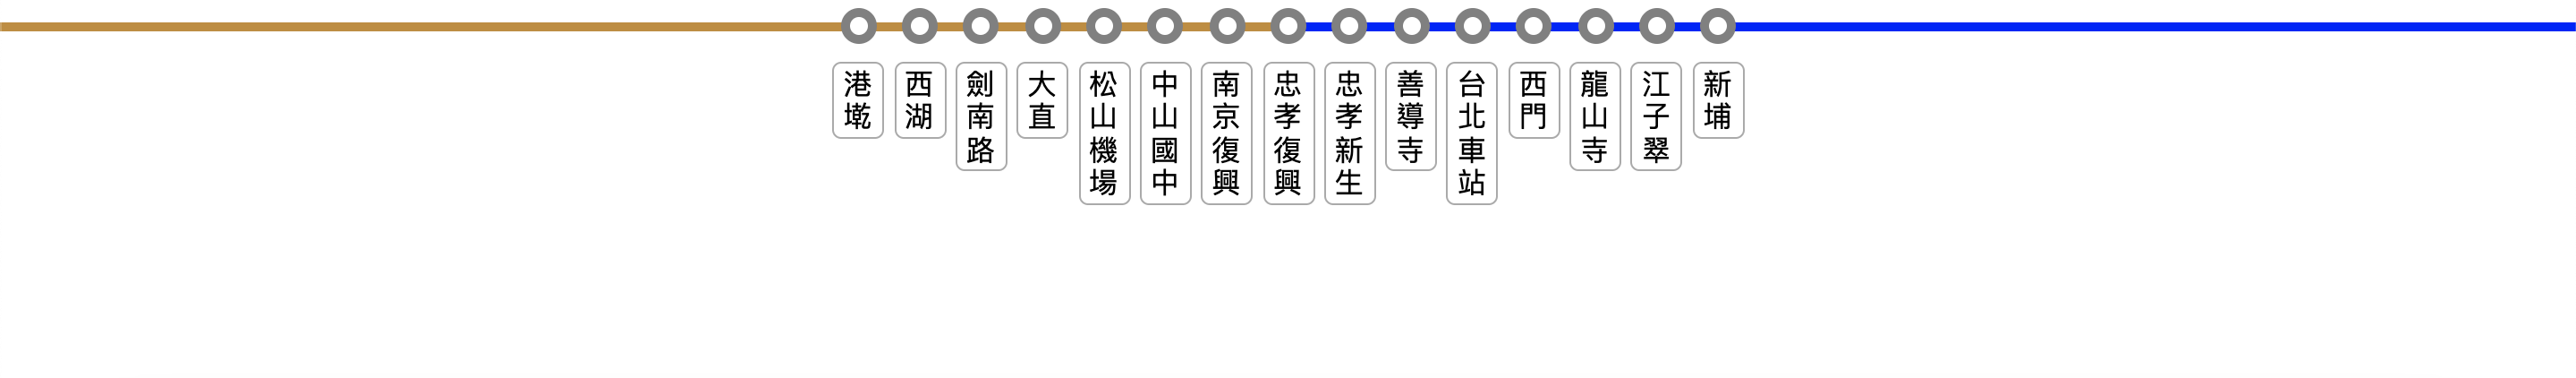 港墘
西湖
劍南路
大直
松山機場
中山國中
南京復興
忠孝復興
忠孝新生
善導寺
台北車站
西門
龍山寺
江子翠
新埔